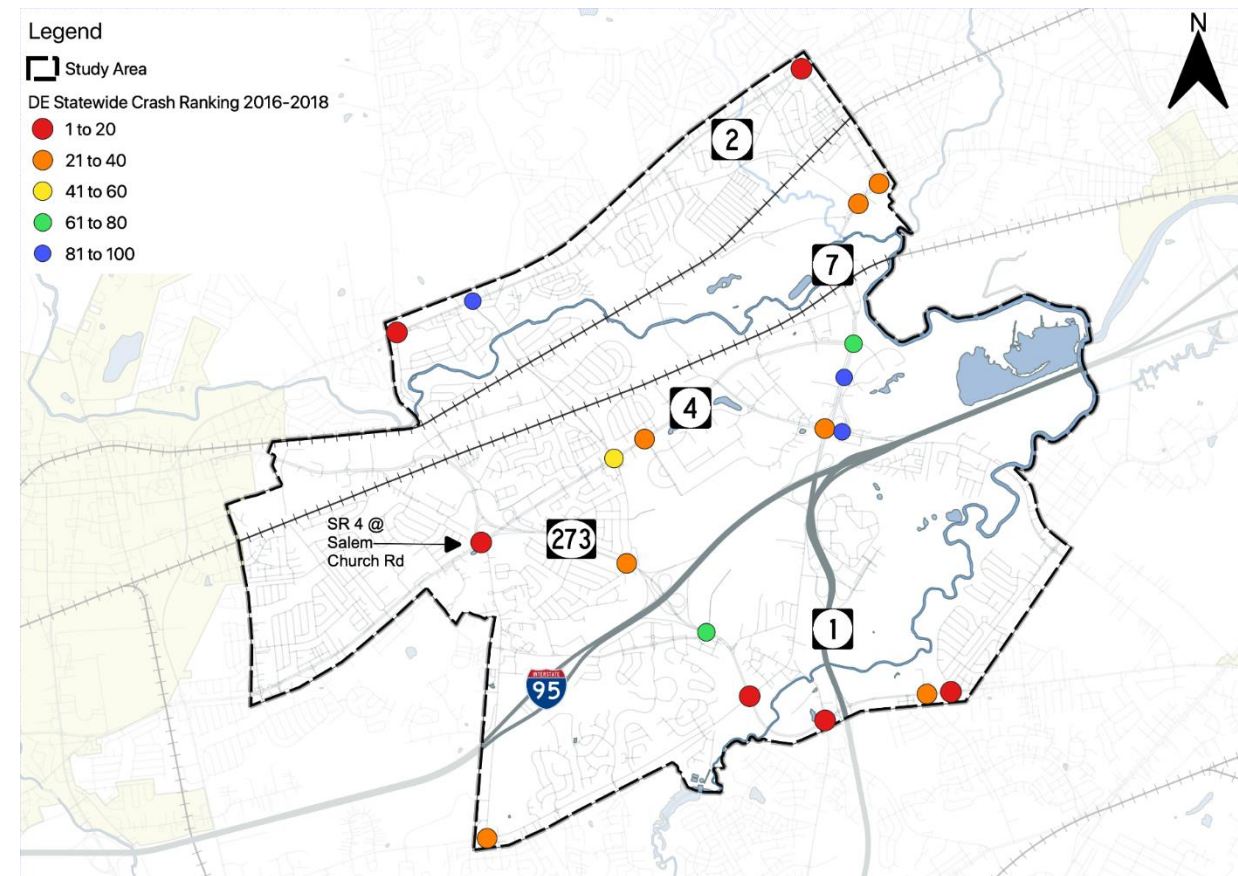 Legend
Study Area
DE Statewide Crash Ranking 2016-2018
1 to 20
21 to 40
41 to 60
61 to 80
81 to 100
N
2
7
4
SR 4 @
Salem
Church Rd
273
1
INTERSTATE
95